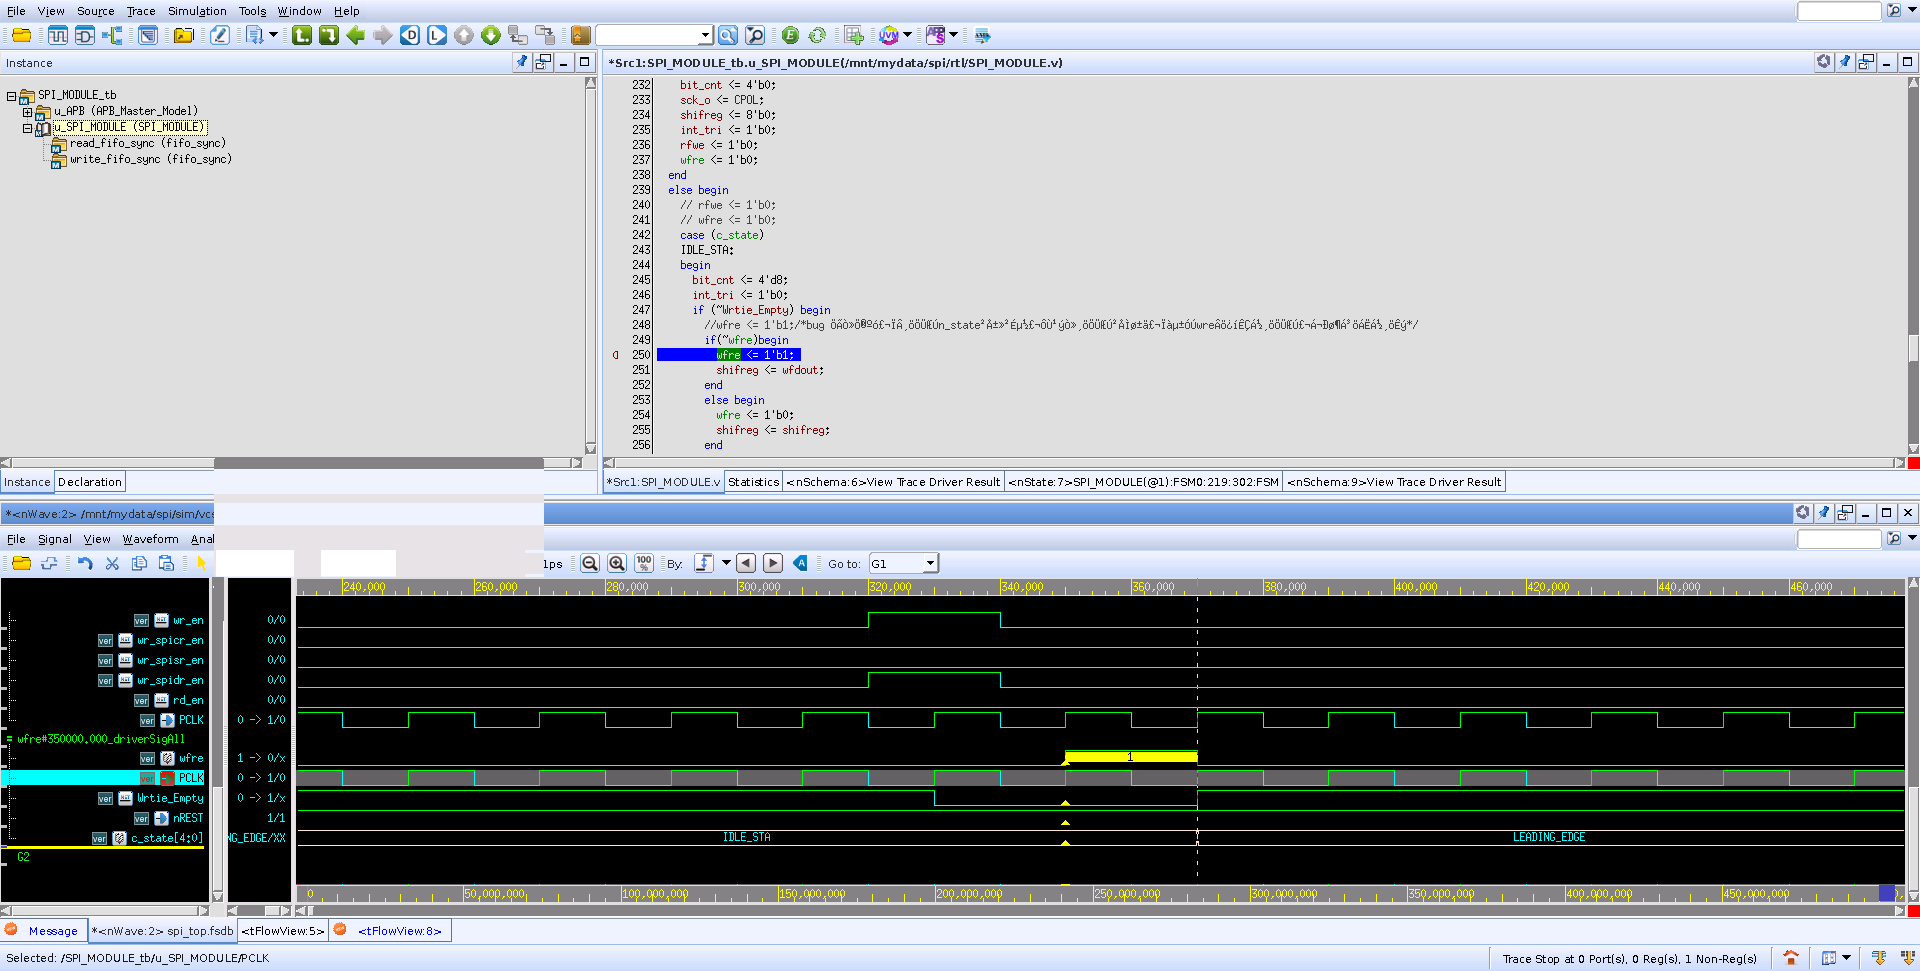 File View Source Trace Simulation Tools Window Help
Instance
*Src1:SPI_MODULE_tb.u_SPI_MODULE(/mnt/mydata/spi/rtl/SPI_MODULE.v)
SPI_MODULE_tb
u_APB (APB_Master_Model)
u_SPI_MODULE (SPI_MODULE)
read_fifo_sync (fifo_sync)
write_fifo_sync (fifo_sync)
232 bit_cnt <= 4'b0;
233 sck_o <= CPOL;
234 shifreg <= 8'b0;
235 int_tri <= 1'b0;
236 rfwe <= 1'b0;
237 wfre <= 1'b0;
238 end
239 else begin
240 // rfwe <= 1'b0;
241 // wfre <= 1'b0;
242 case (c_state)
243 IDLE_STA:
244 begin
245 bit_cnt <= 4'd8;
246 int_tri <= 1'b0;
247 if (~Wrtie_Empty) begin
248 //wfre <= 1'b1;/*bug
249 if(~wfre)begin
250 wfre <= 1'b1;
251 shifreg <= wfdout;
252 end
253 else begin
254 wfre <= 1'b0;
255 shifreg <= shifreg;
256 end
Instance Declaration
*Src1:SPI_MODULE.v Statistics <nSchema:6>View Trace Driver Result <nState:7>SPI_MODULE(@1):FSM0:219:302:FSM <nSchema:9>View Trace Driver Result
*<nWave:2> /mnt/mydata/spi/sim/vcs
File Signal View Waveform Anal
1ps By: Go to: G1
240,000 260,000 280,000 300,000 320,000 340,000 360,000 380,000 400,000 420,000 440,000 460,000
wr_en 0/0
wr_spicr_en 0/0
wr_spisr_en 0/0
wr_spidr_en 0/0
rd_en 0/0
PCLK 0 -> 1/0
wfre#350000.000_driverSigAll
wfre 1 -> 0/x 1
PCLK 0 -> 1/0
Wrtie_Empty 0 -> 1/x
nREST 1/1
c_state[4:0] NG_EDGE/XX IDLE_STA LEADING_EDGE
G2
0 50,000,000 100,000,000 150,000,000 200,000,000 250,000,000 300,000,000 350,000,000 400,000,000 450,000,000
Message *<nWave:2> spi_top.fsdb <tFlowView:5> <tFlowView:8>
Selected: /SPI_MODULE_tb/u_SPI_MODULE/PCLK
Trace Stop at 0 Port(s), 0 Reg(s), 1 Non-Reg(s)